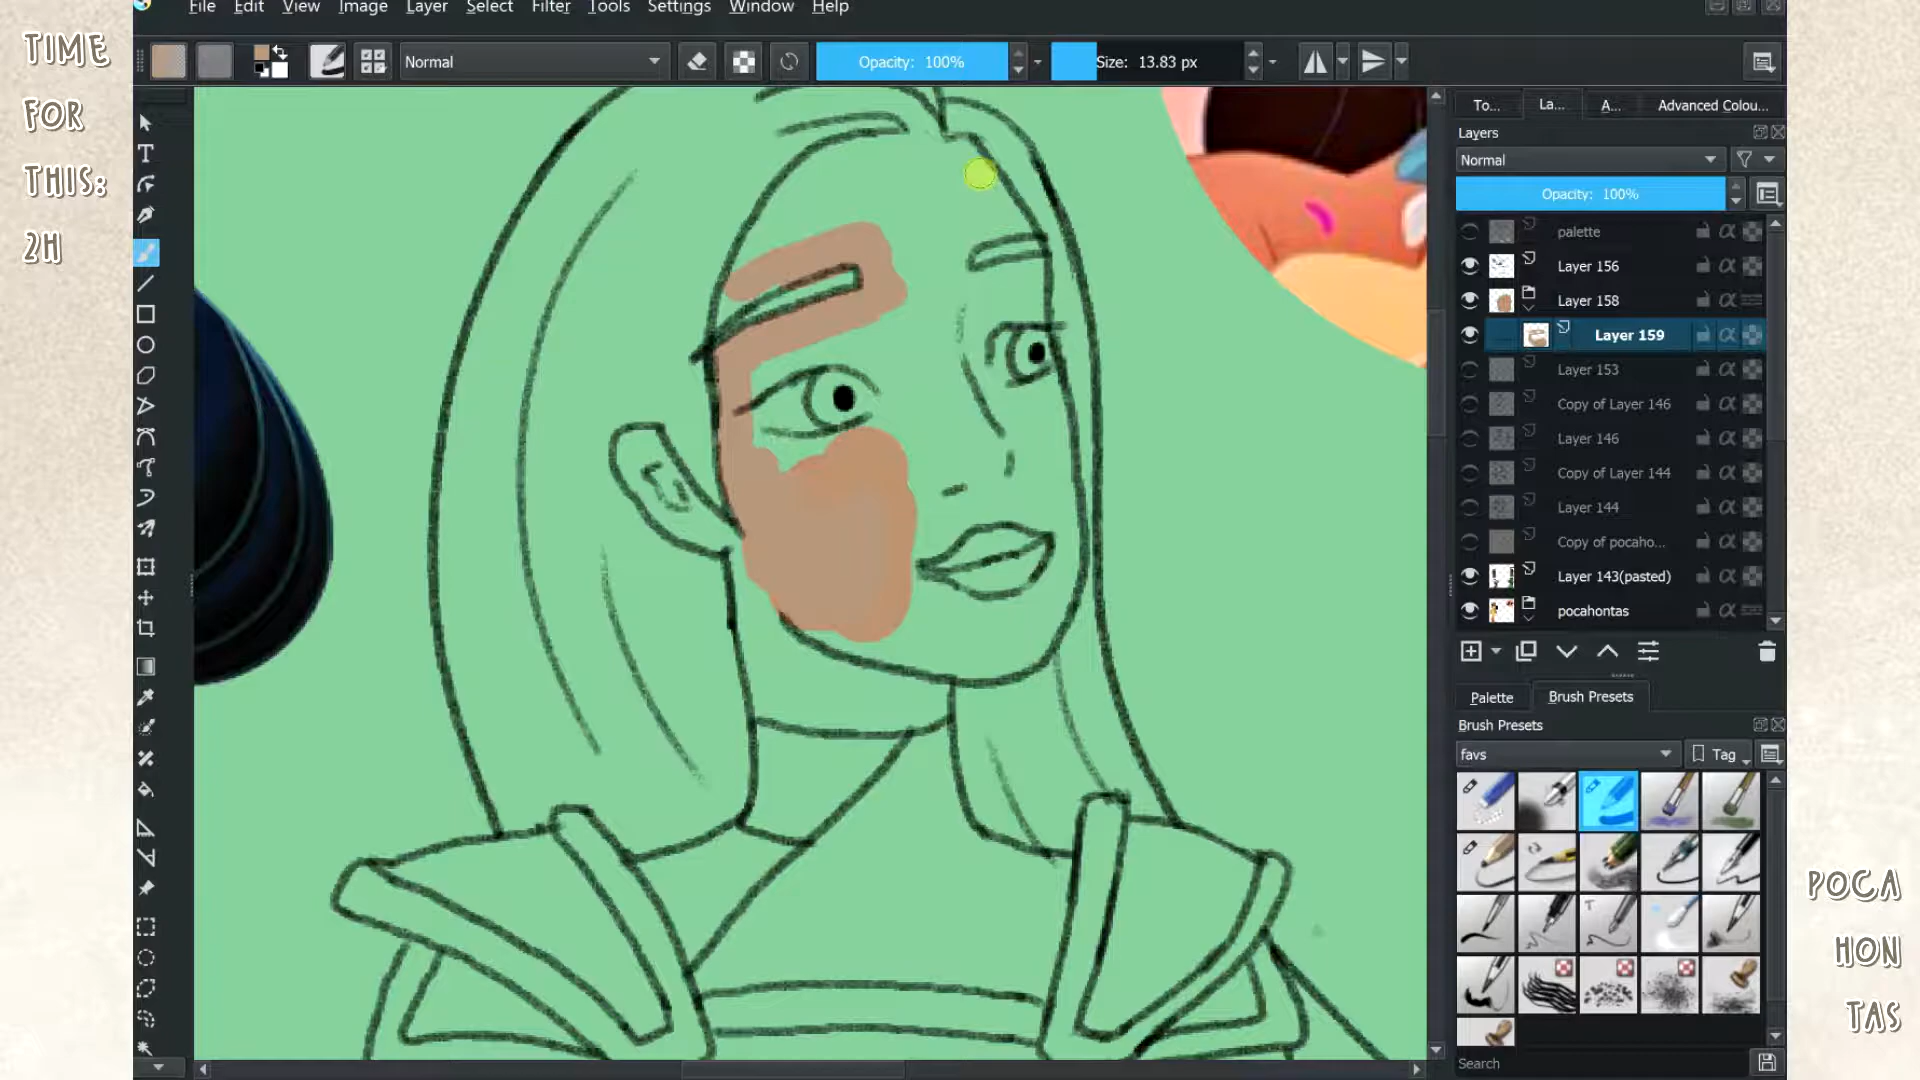 TIME
FOR
THIS:
2H
File Edit View Image Layer Select Filter Tools Settings Window Help
Normal
Opacity: 100%
Size: 13.83 px
To... La... A... Advanced Colou...
Layers
Normal
Opacity: 100%
palette
Layer 156
Layer 158
Layer 159
Layer 153
Copy of Layer 146
Layer 146
Copy of Layer 144
Layer 144
Copy of pocaho...
Layer 143(pasted)
pocahontas
Palette Brush Presets
Brush Presets
favs
Tag
Search
POCA
HON
TAS